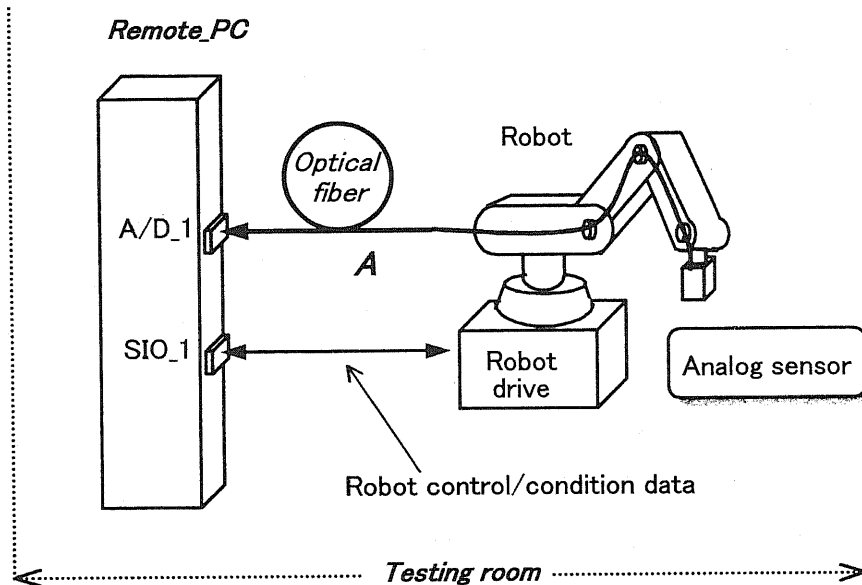 Remote_PC
Optical
fiber
Robot
A/D_1
A
SIO_1
Robot
drive
Analog sensor
Robot control/condition data
Testing room